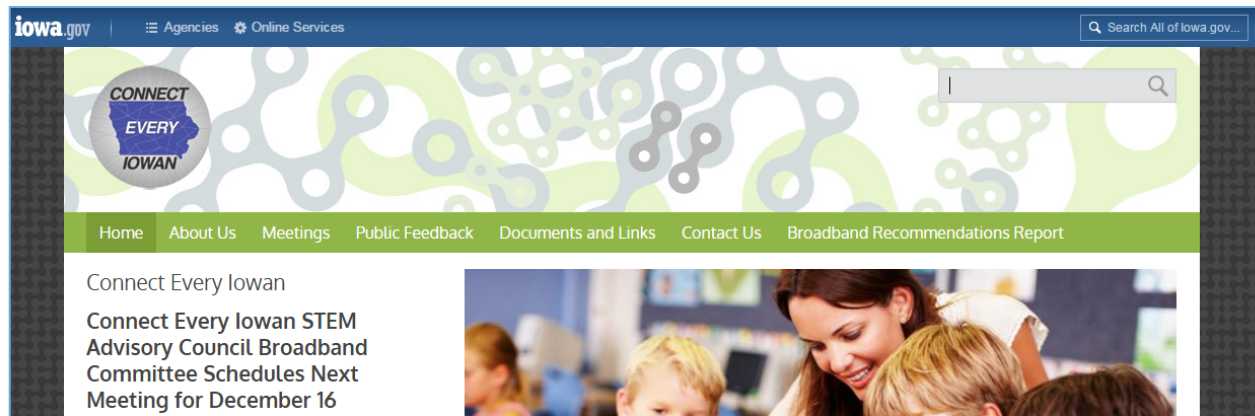 iowa.gov Agencies Online Services Search All of Iowa.gov...
CONNECT
EVERY
IOWAN
Home About Us Meetings Public Feedback Documents and Links Contact Us Broadband Recommendations Report
Connect Every Iowan
Connect Every Iowan STEM
Advisory Council Broadband
Committee Schedules Next
Meeting for December 16